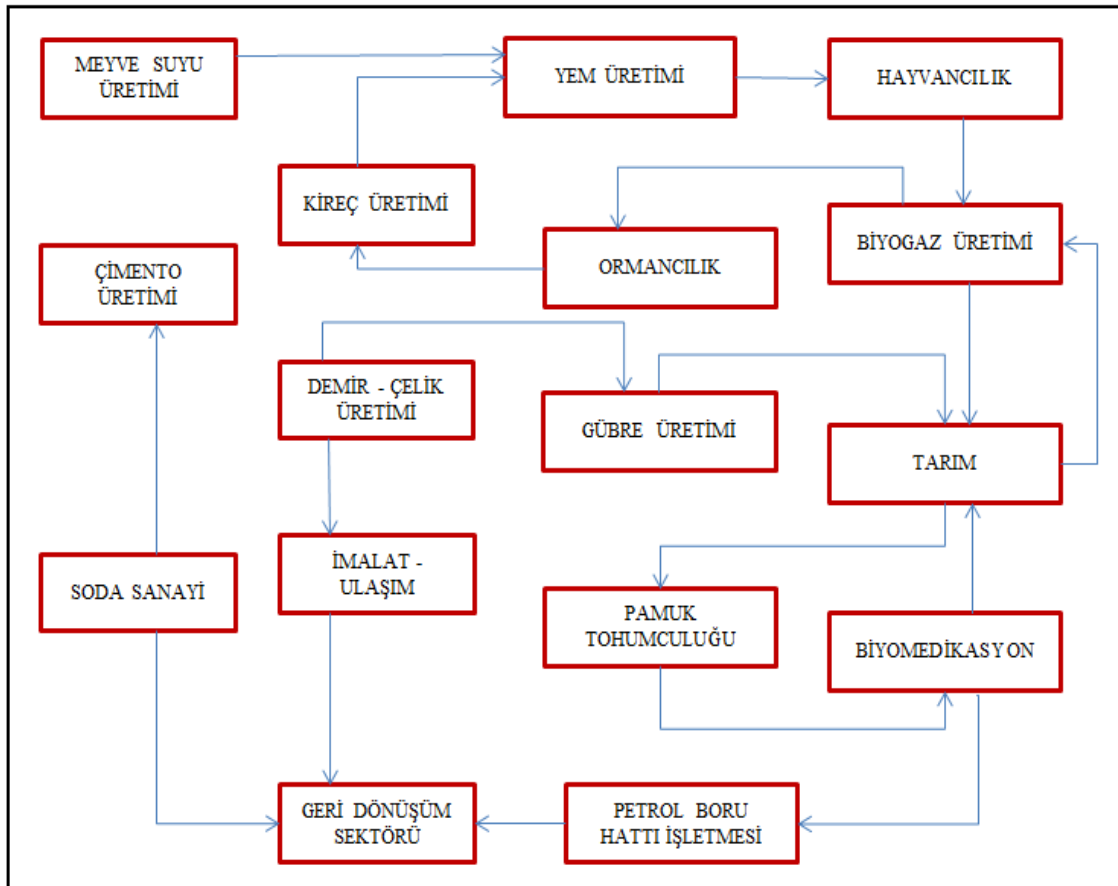 MEYVE SUYU
ÜRETİMİ
YEM ÜRETİMİ
HAYVANCILIK
KİREÇ ÜRETİMİ
BİYOGAZ ÜRETİMİ
ORMANCILIK
ÇİMENTO
ÜRETİMİ
DEMİR - ÇELİK
ÜRETİMİ
GÜBRE ÜRETİMİ
TARIM
SODA SANAYİ
İMALAT -
ULAŞIM
PAMUK
TOHUMCULUĞU
BİYOMEDİKASYON
GERİ DÖNÜŞÜM
SEKTÖRÜ
PETROL BORU
HATTI İŞLETMESİ